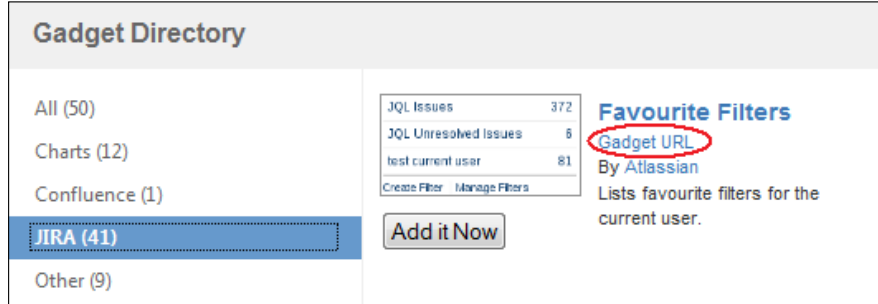 Gadget Directory
All (50)
Charts (12)
Confluence (1)
JIRA (41)
Other (9)
JQL Issues 372
JQL Unresolved Issues 6
test current user 81
Create Filter Manage Filters
Add it Now
Favourite Filters
Gadget URL
By Atlassian
Lists favourite filters for the
current user.